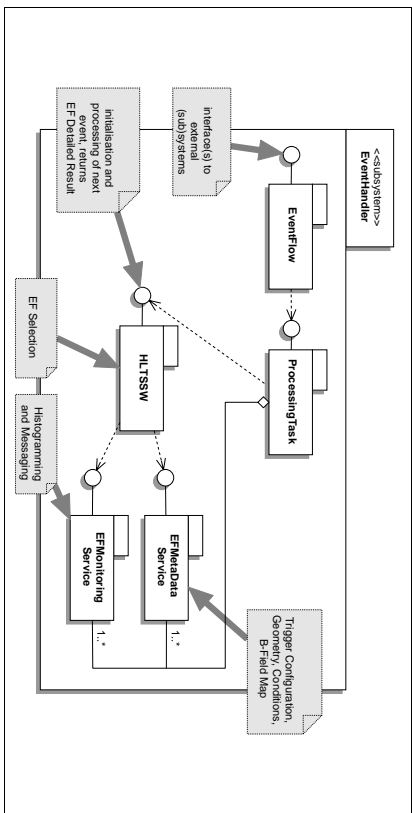 <<subsystem>>
EventHandler
interface(s) to
external
(sub)systems
EventFlow
ProcessingTask
Trigger Configuration,
Geometry, Conditions,
B-Field Map
initialisation and
processing of next
event, returns
EF Detailed Result
HLTSSW
EFMetaData
Service
1..*
EF Selection
Histogramming
and Messaging
EFMonitoring
Service
1..*